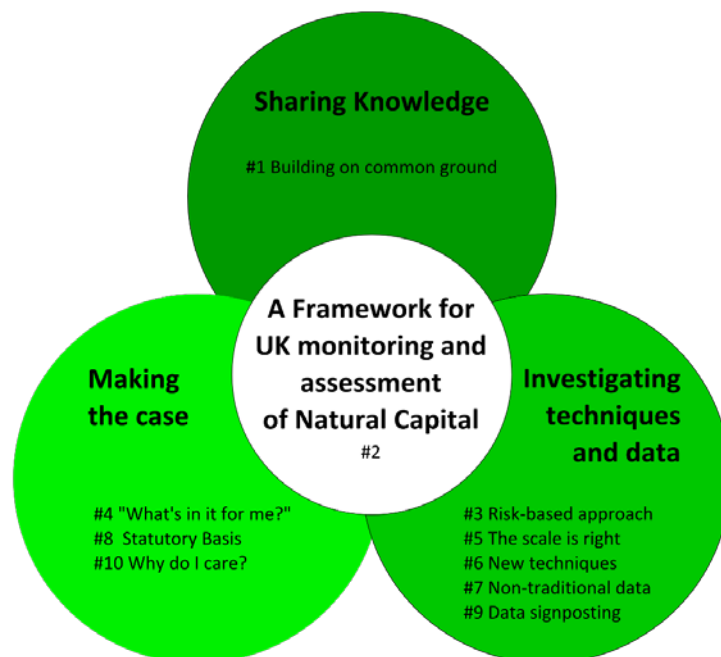 Sharing Knowledge
#1 Building on common ground
A Framework for
UK monitoring and
assessment
of Natural Capital
#2
Making
the case
#4 "What's in it for me?"
#8 Statutory Basis
#10 Why do I care?
Investigating
techniques
and data
#3 Risk-based approach
#5 The scale is right
#6 New techniques
#7 Non-traditional data
#9 Data signposting